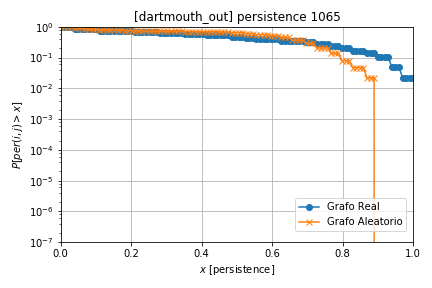 [dartmouth_out] persistence 1065
P[per(i, j) > x]
10^0
10^-1
10^-2
10^-3
10^-4
10^-5
10^-6
10^-7
Grafo Real
Grafo Aleatorio
0.0 0.2 0.4 0.6 0.8 1.0
x [persistence]